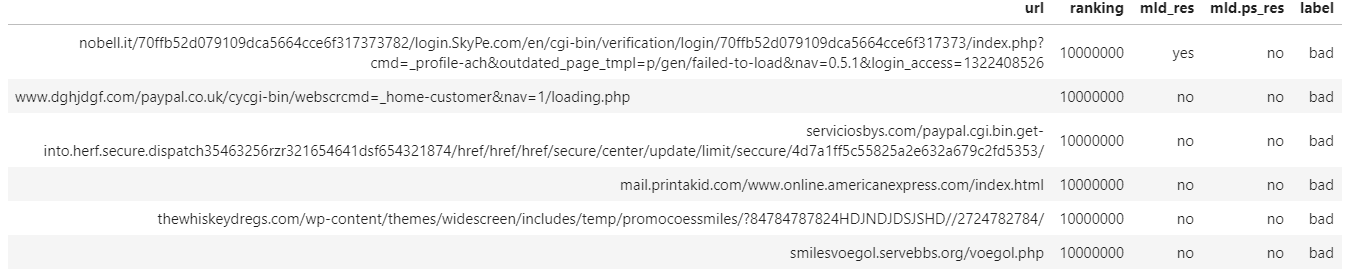 url ranking mld_res mld.ps_res label
nobell.it/70ffb52d079109dca5664cce6f317373782/login.SkyPe.com/en/cgi-bin/verification/login/70ffb52d079109dca5664cce6f317373/index.php?
cmd=_profile-ach&outdated_page_tmpl=p/gen/failed-to-load&nav=0.5.1&login_access=1322408526 10000000 yes no bad
www.dghjdgf.com/paypal.co.uk/cycgi-bin/webscrcmd=_home-customer&nav=1/loading.php 10000000 no no bad
serviciosbys.com/paypal.cgi.bin.get-
into.herf.secure.dispatch35463256rzr321654641dsf654321874/href/href/href/secure/center/update/limit/seccure/4d7a1ff5c55825a2e632a679c2fd5353/ 10000000 no no bad
mail.printakid.com/www.online.americanexpress.com/index.html 10000000 no no bad
thewhiskeydregs.com/wp-content/themes/widescreen/includes/temp/promocoessmiles/?84784787824HDJNDJDSJSHD//2724782784/ 10000000 no no bad
smilesvoegol.servebbs.org/voegol.php 10000000 no no bad